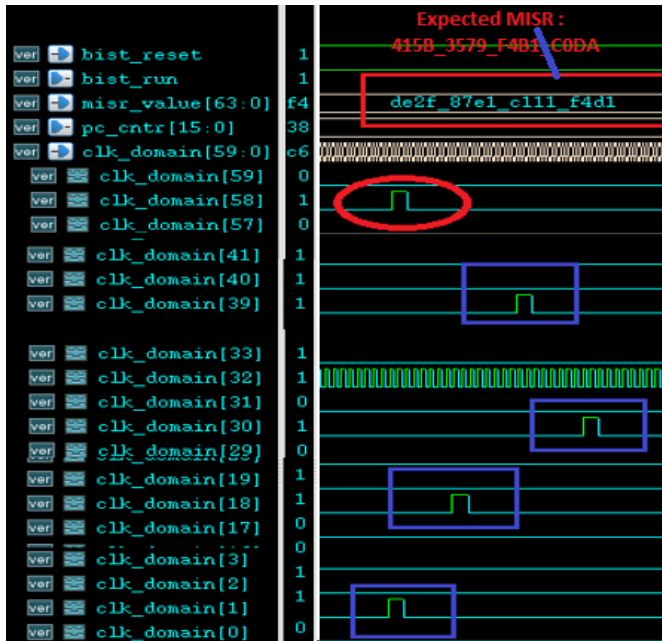 Expected MISR :
415B_3579_F4B1_C0DA
ver bist_reset 1
ver bist_run 1
ver misr_value[63:0] f4 de2f_87e1_c111_f4d1
ver pc_cntr[15:0] 38
ver clk_domain[59:0] c6
ver clk_domain[59] 0
ver clk_domain[58] 1
ver clk_domain[57] 0
ver clk_domain[41] 1
ver clk_domain[40] 1
ver clk_domain[39] 1
ver clk_domain[33] 1
ver clk_domain[32] 1
ver clk_domain[31] 0
ver clk_domain[30] 1
ver clk_domain[29] 0
ver clk_domain[19] 1
ver clk_domain[18] 1
ver clk_domain[17] 0
ver clk_domain[3] 0
ver clk_domain[2] 1
ver clk_domain[1] 1
ver clk_domain[0] 0